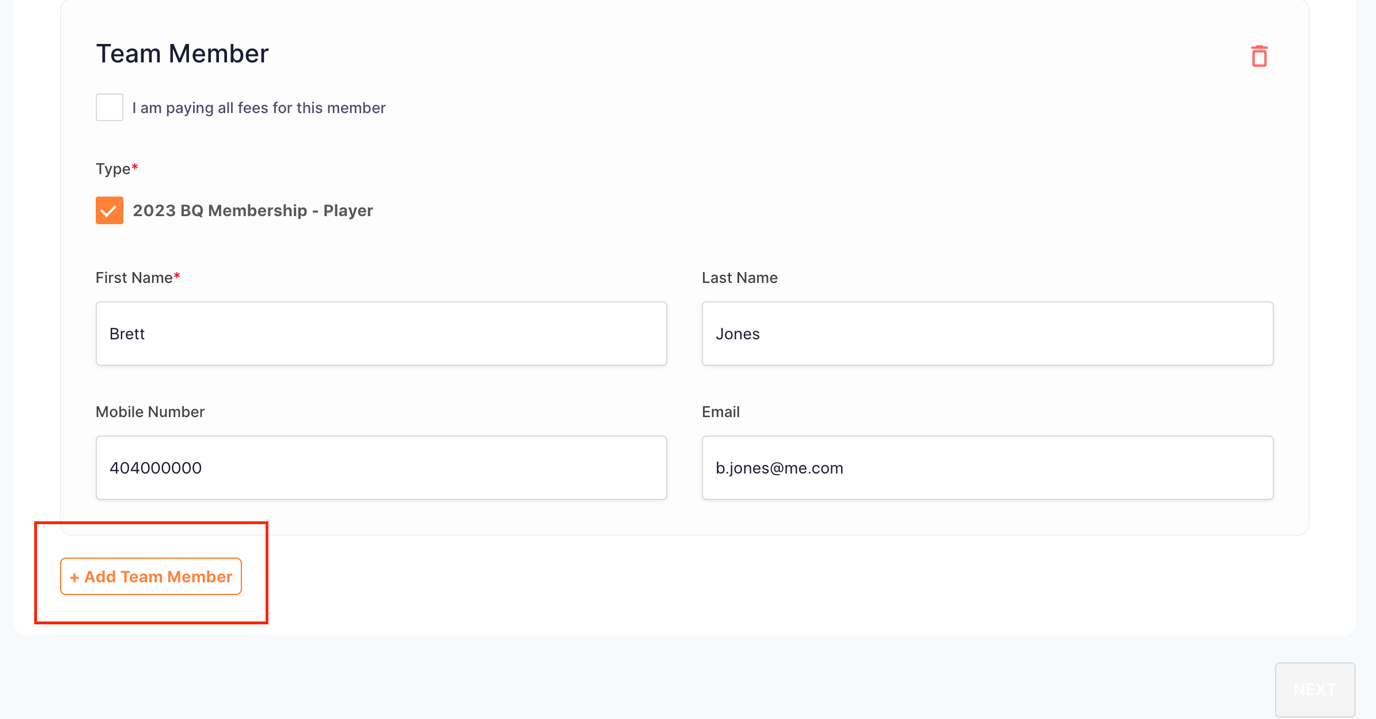 Team Member
I am paying all fees for this member
Type*
2023 BQ Membership - Player
First Name*
Last Name
Brett
Jones
Mobile Number
Email
404000000
b.jones@me.com
+ Add Team Member
NEXT